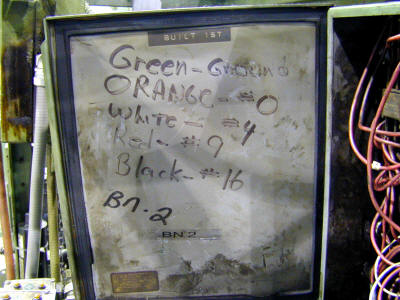 BUILT 1ST
Green - Ground
ORANGE - #0
White - #4
Red - #9
Black - #16
BN-2
BN 2